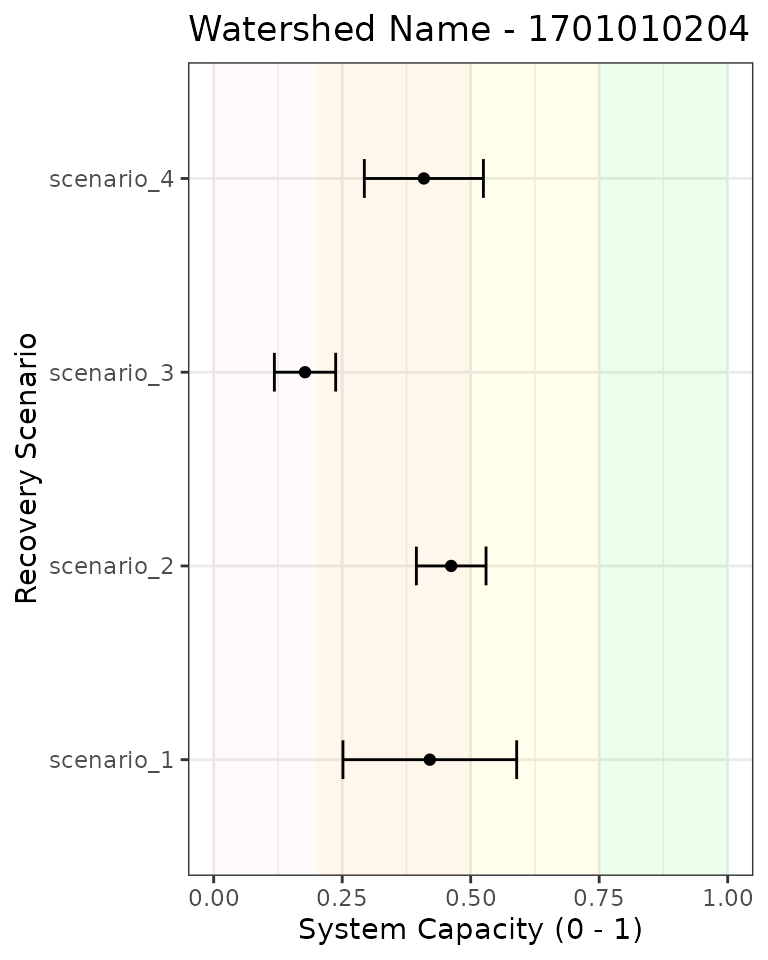 Watershed Name - 1701010204
scenario_4
scenario_3
scenario_2
scenario_1
Recovery Scenario
0.00 0.25 0.50 0.75 1.00
System Capacity (0 - 1)